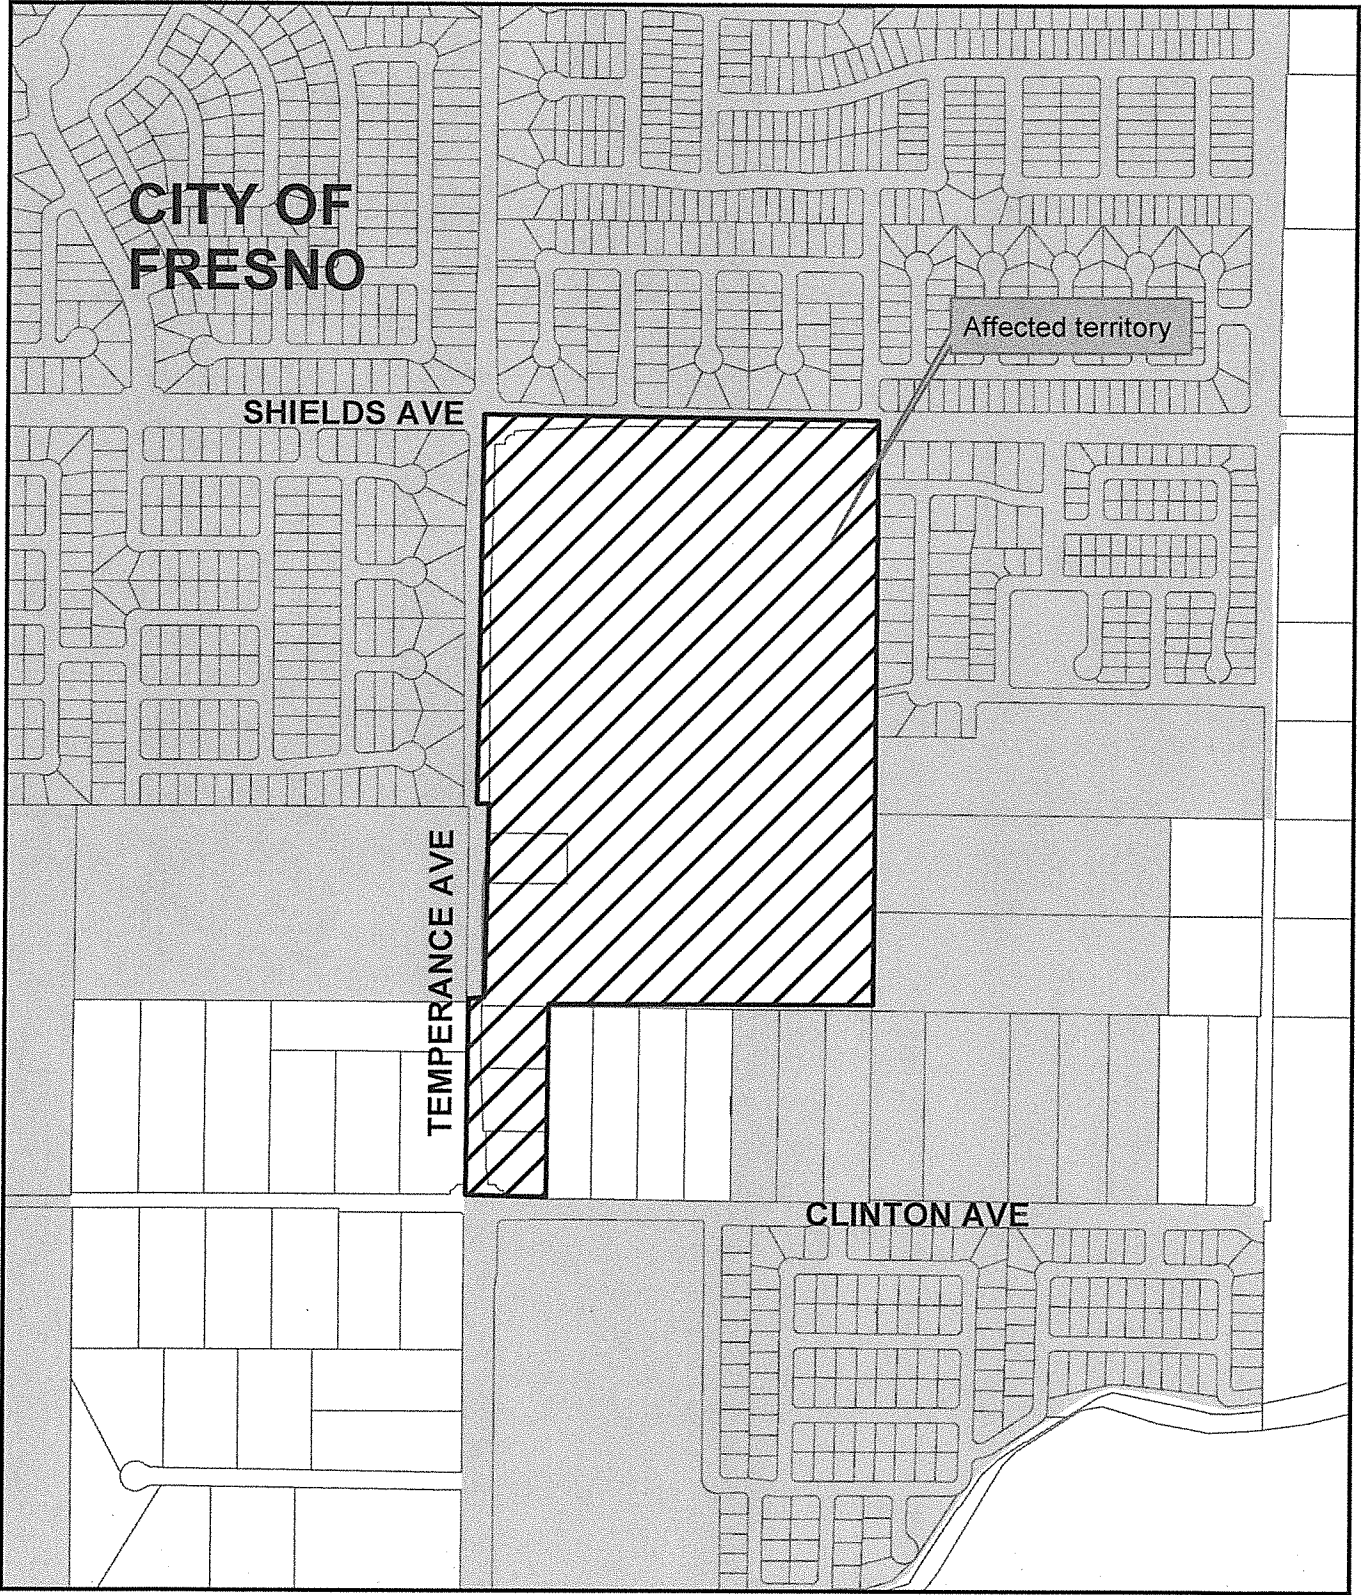 CITY OF
FRESNO
Affected territory
SHIELDS AVE
TEMPERANCE AVE
CLINTON AVE